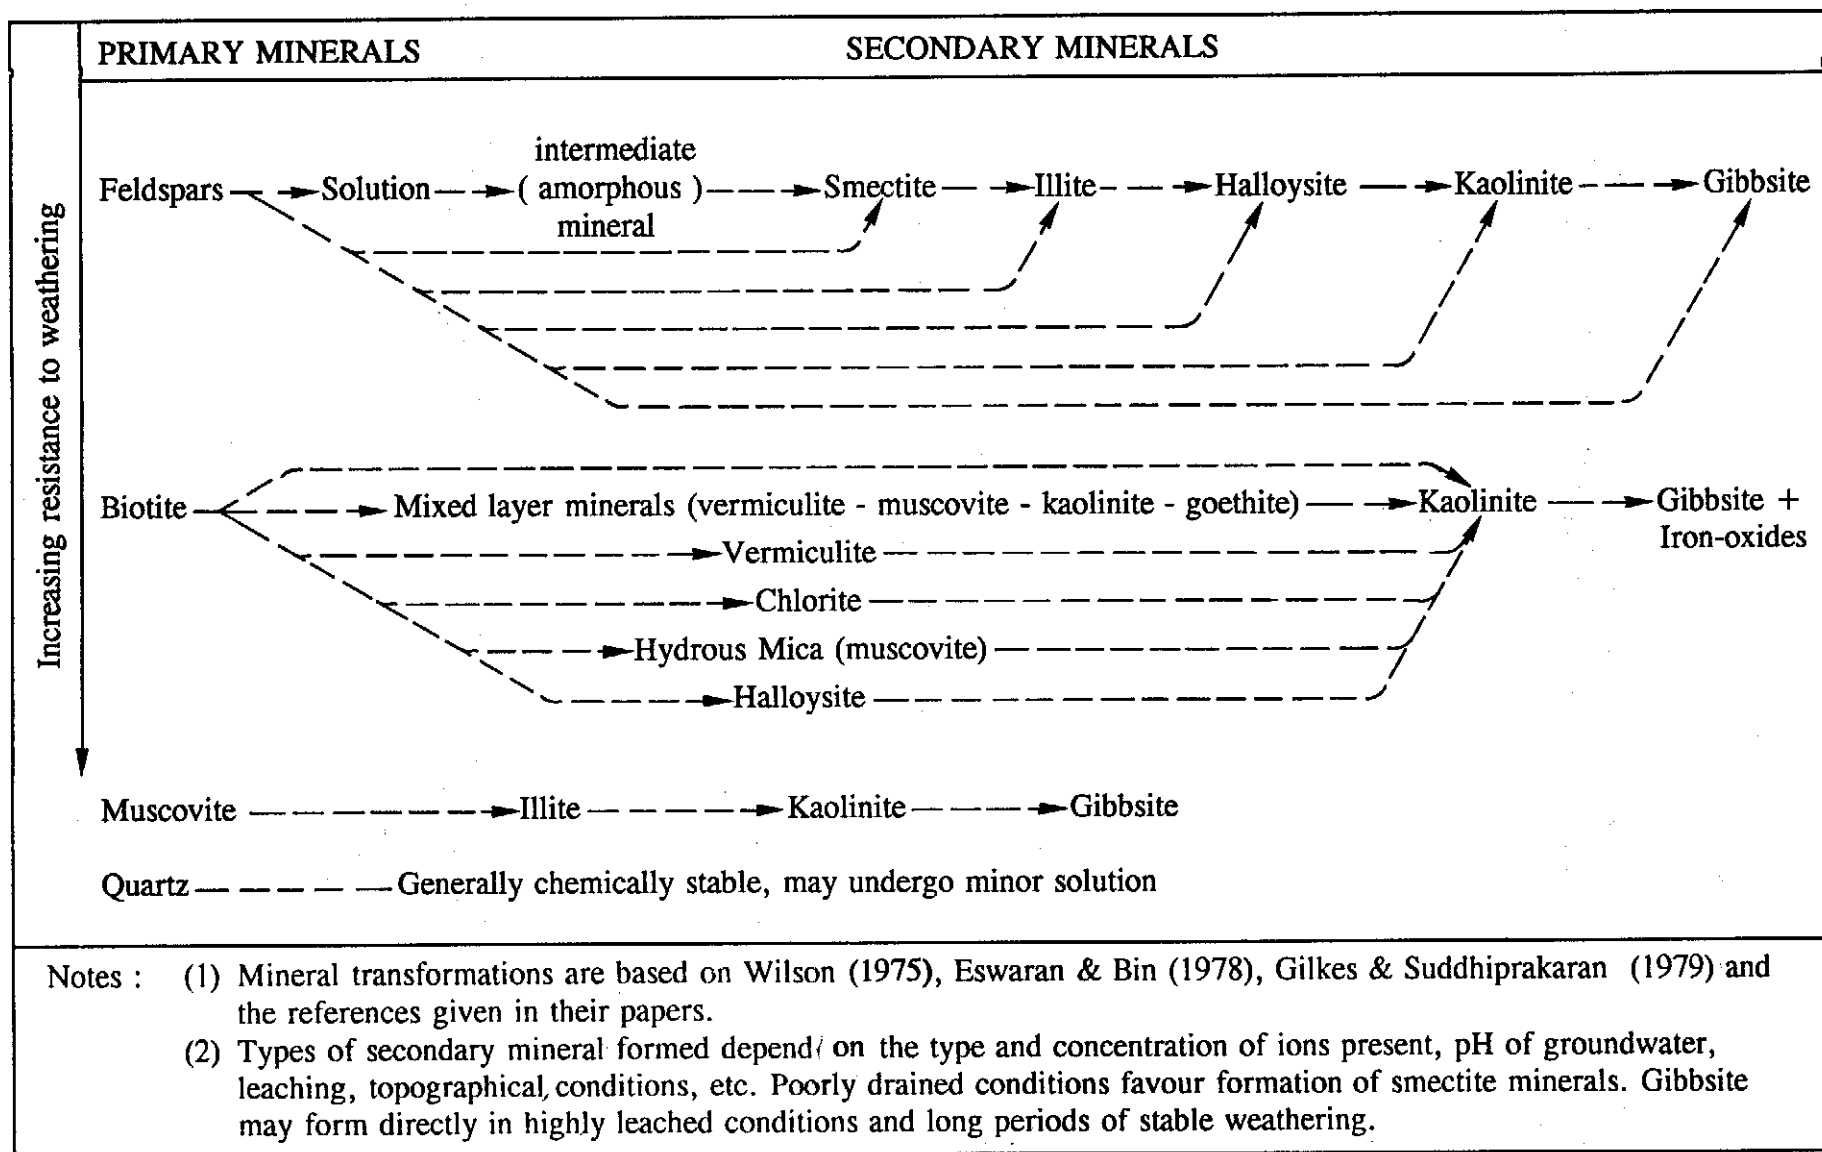 PRIMARY MINERALS SECONDARY MINERALS
Increasing resistance to weathering
intermediate
Feldspars Solution ( amorphous ) Smectite Illite Halloysite Kaolinite Gibbsite
mineral
Biotite Mixed layer minerals (vermiculite - muscovite - kaolinite - goethite) Kaolinite Gibbsite +
Iron-oxides
Vermiculite
Chlorite
Hydrous Mica (muscovite)
Halloysite
Muscovite Illite Kaolinite Gibbsite
Quartz Generally chemically stable, may undergo minor solution
Notes : (1) Mineral transformations are based on Wilson (1975), Eswaran & Bin (1978), Gilkes & Suddhiprakaran (1979) and
the references given in their papers.
(2) Types of secondary mineral formed depend on the type and concentration of ions present, pH of groundwater,
leaching, topographical, conditions, etc. Poorly drained conditions favour formation of smectite minerals. Gibbsite
may form directly in highly leached conditions and long periods of stable weathering.